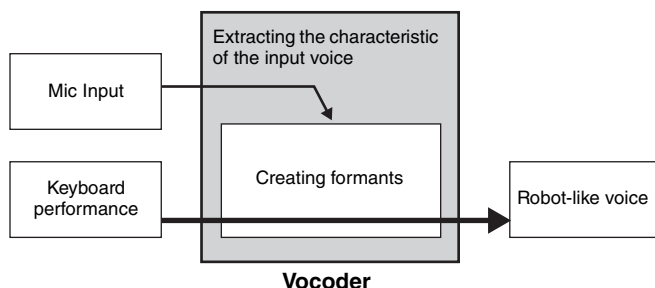 Extracting the characteristic
of the input voice
Mic Input
Creating formants
Keyboard
performance
Robot-like voice
Vocoder